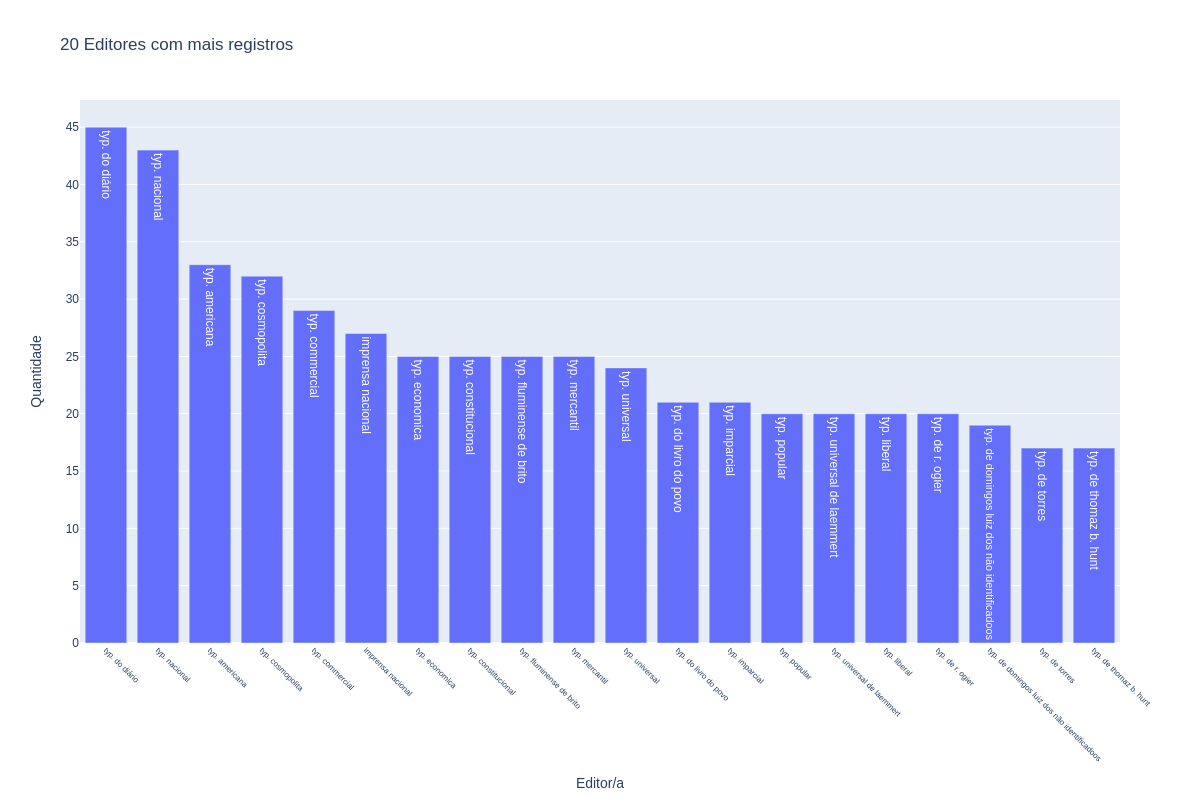 20 Editores com mais registros
Quantidade
45
40
35
30
25
20
15
10
5
0
typ. do diário
typ. nacional
typ. americana
typ. cosmopolita
typ. commercial
imprensa nacional
typ. economica
typ. constitucional
typ. fluminense de brito
typ. mercantil
typ. universal
typ. do livro do povo
typ. imparcial
typ. popular
typ. universal de laemmert
typ. liberal
typ. de r. ogier
typ. de domingos luiz dos não identificadoos
typ. de torres
typ. de thomaz b. hunt
typ. do diário
typ. nacional
typ. americana
typ. cosmopolita
typ. commercial
imprensa nacional
typ. economica
typ. constitucional
typ. fluminense de brito
typ. mercantil
typ. universal
typ. do livro do povo
typ. imparcial
typ. popular
typ. universal de laemmert
typ. liberal
typ. de r. ogier
typ. de domingos luiz dos não identificadoos
typ. de torres
typ. de thomaz b. hunt
Editor/a